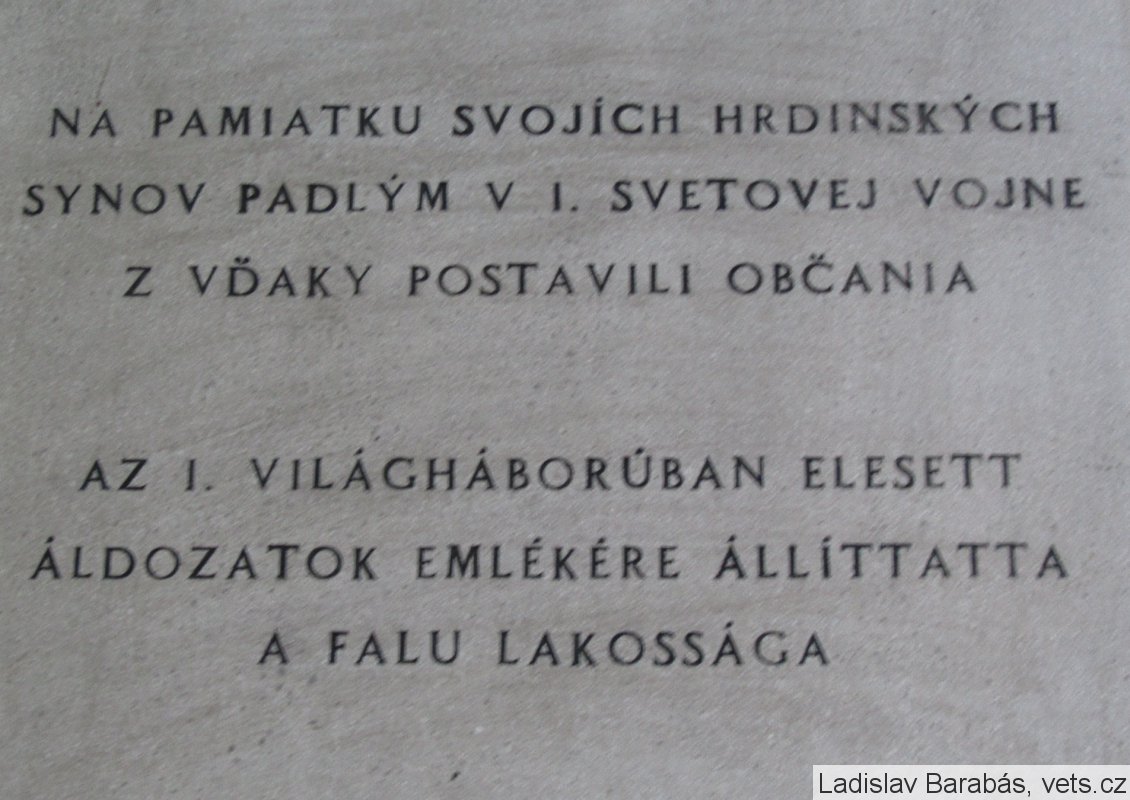 NA PAMIATKU SVOJÍCH HRDINSKÝCH
SYNOV PADLÝM V I. SVETOVEJ VOJNE
Z VĎAKY POSTAVILI OBČANIA
AZ I. VILÁGHÁBORÚBAN ELESETT
ÁLDOZATOK EMLÉKÉRE ÁLLÍTTATTA
A FALU LAKOSSÁGA
Ladislav Barabás, vets.cz